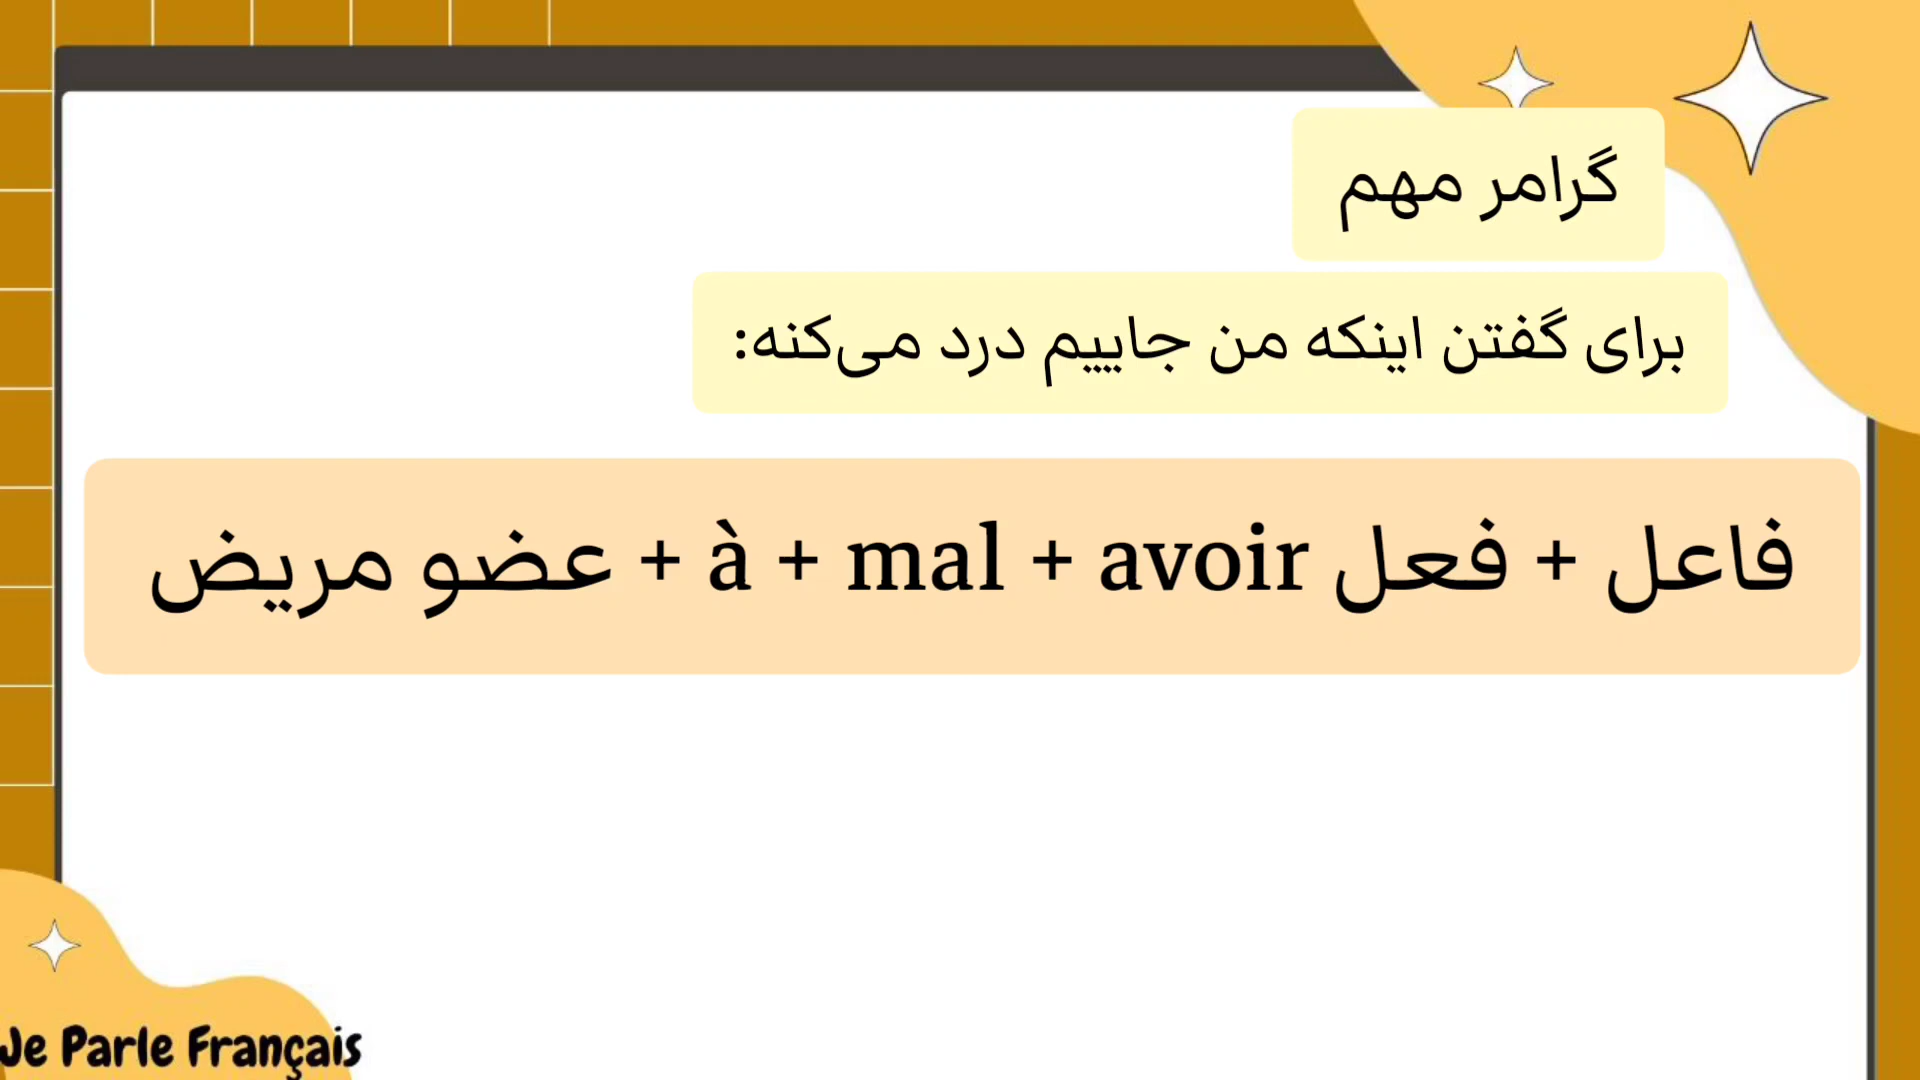 گرامر مهم
برای گفتن اینکه من جاییم درد می‌کنه:
فاعل + فعل avoir + mal + à + عضو مریض
Je Parle Français